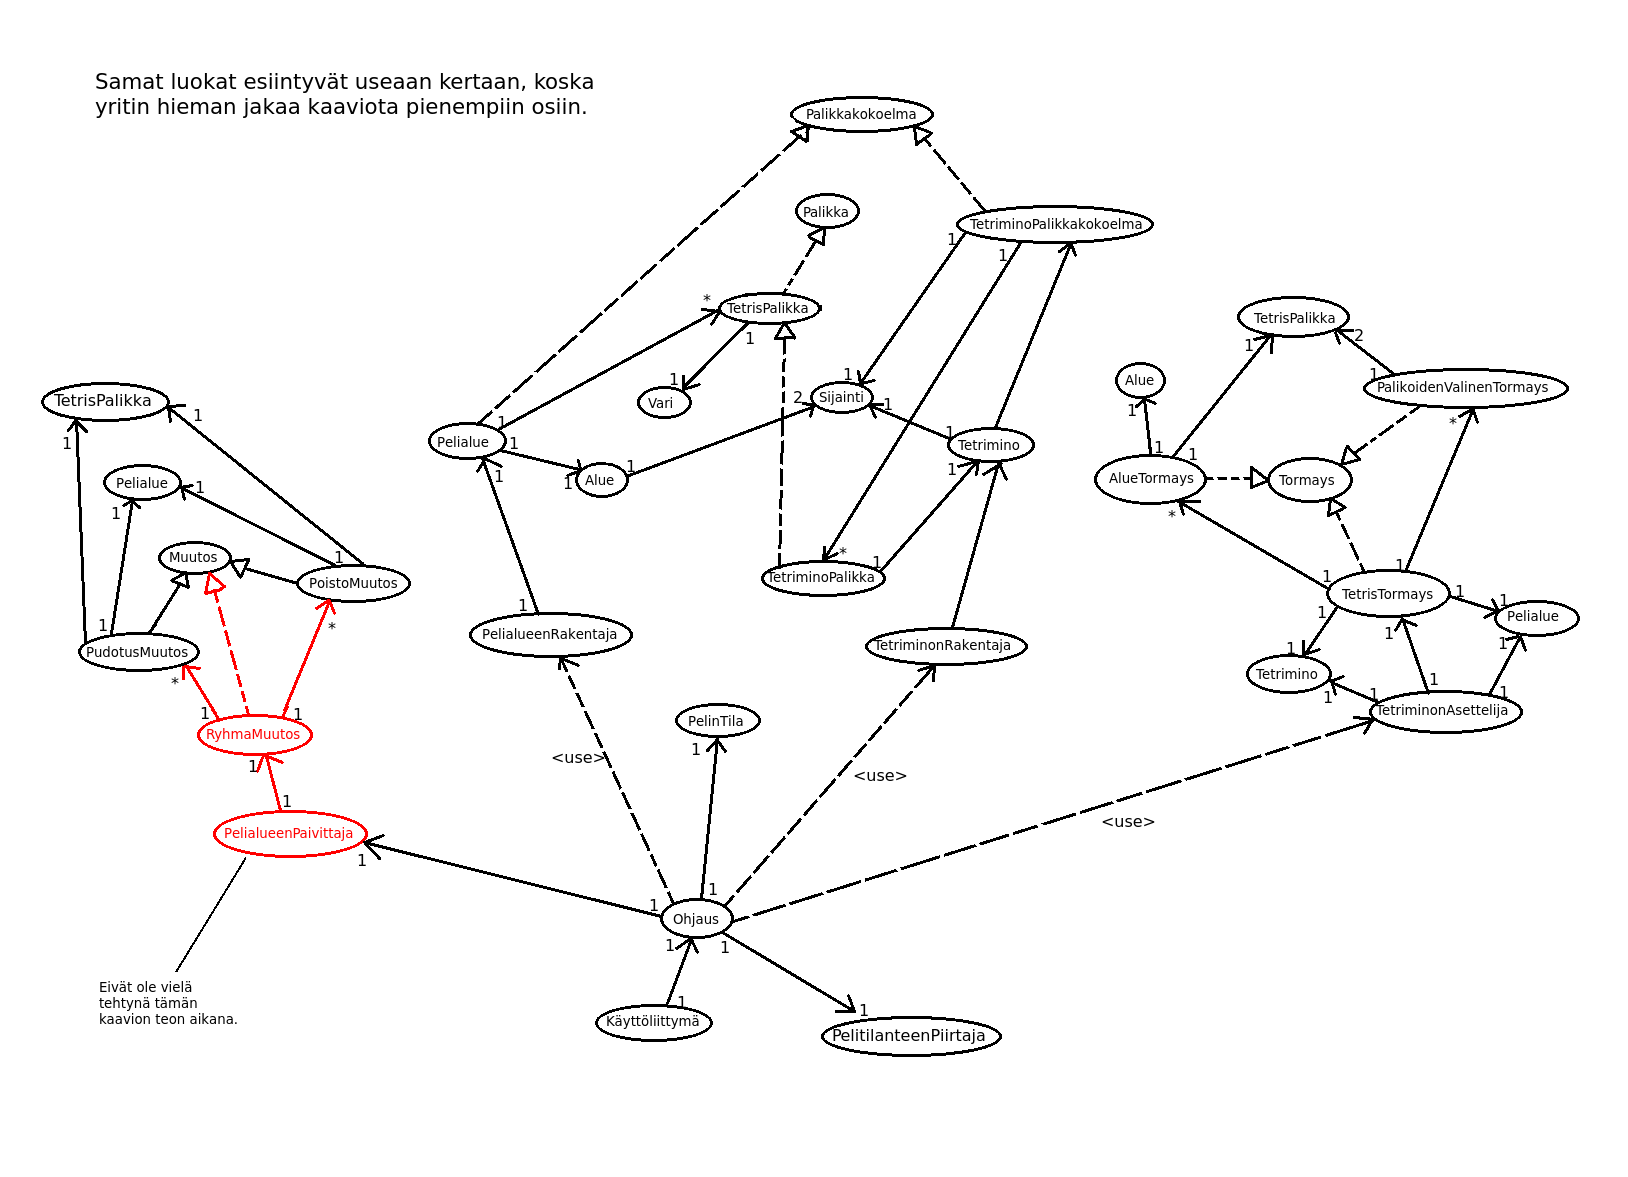 Samat luokat esiintyvät useaan kertaan, koska
yritin hieman jakaa kaaviota pienempiin osiin.
Palikkakokoelma
Palikka
TetriminoPalikkakokoelma
1
1
*
TetrisPalikka
1
1
Vari
1
Sijainti
2
1
Pelialue
1
1
1
1
Alue
1
1
Tetrimino
1
*
1
TetriminoPalikka
TetrisPalikka
1
2
Alue
1
1
PalikoidenValinenTormays
*
1
1
AlueTormays
Tormays
*
1
1
TetrisTormays
1
1
Pelialue
1
1
1
1
Tetrimino
1
1
1
1
TetriminonAsettelija
TetrisPalikka
1
1
Pelialue
1
1
Muutos
1
PoistoMuutos
1
PudotusMuutos
*
*
1
1
RyhmaMuutos
1
1
PelialueenPaivittaja
1
1
PelialueenRakentaja
TetriminonRakentaja
PelinTila
1
<use>
<use>
<use>
1
1
Ohjaus
1
1
1
Käyttöliittymä
1
PelitilanteenPiirtaja
Eivät ole vielä
tehtynä tämän
kaavion teon aikana.